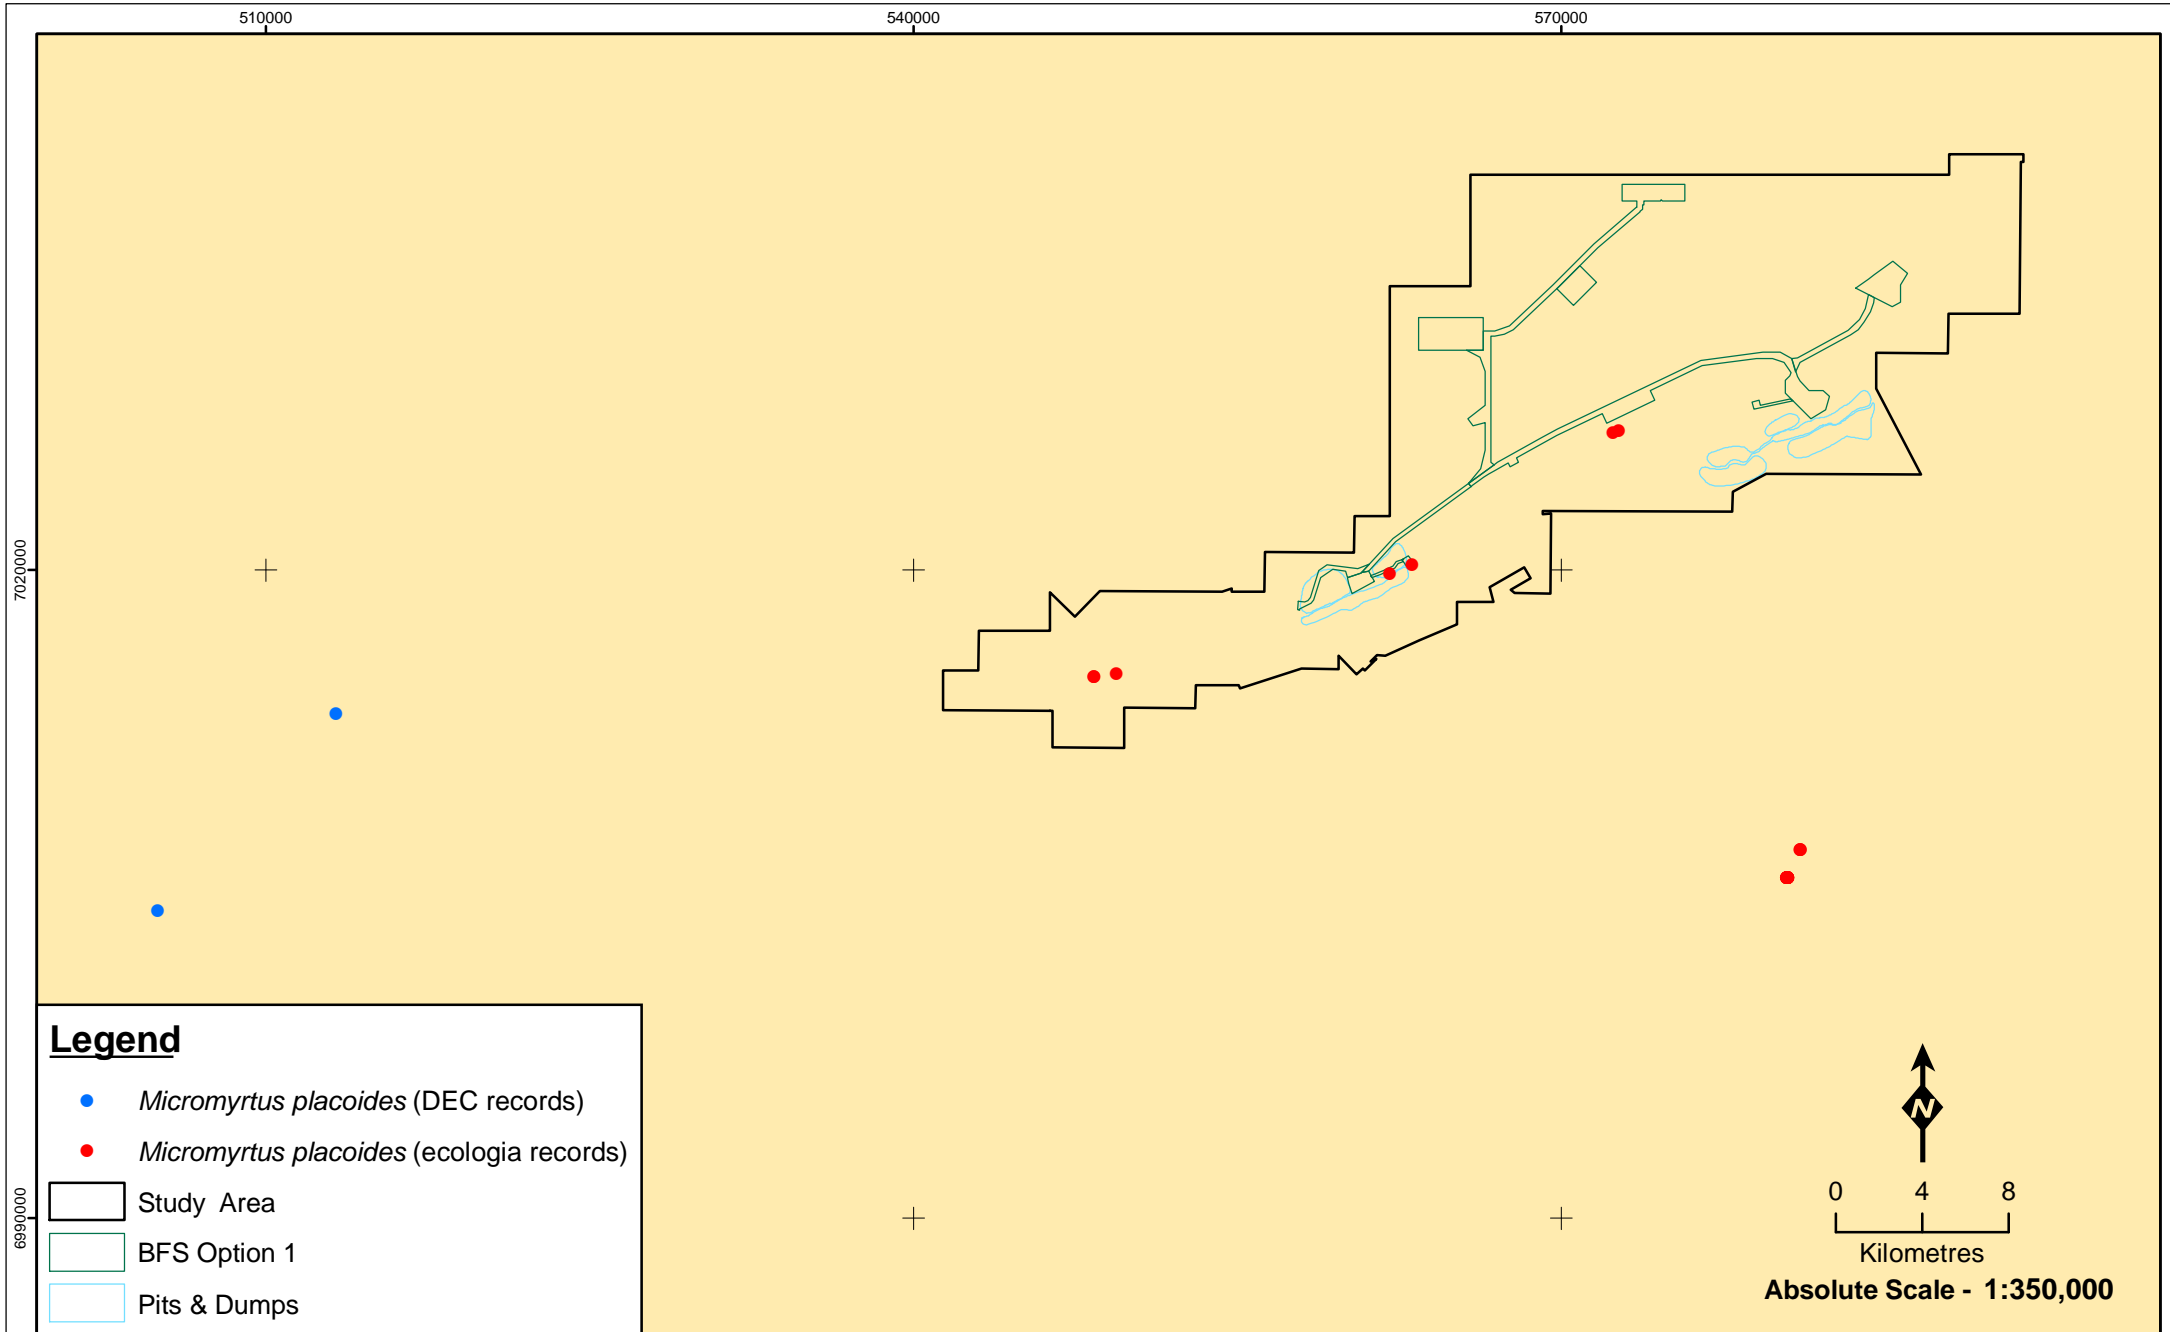 510000
540000
570000
7020000
6990000
Legend
Micromyrtus placoides (DEC records)
Micromyrtus placoides (ecologia records)
Study Area
BFS Option 1
Pits & Dumps
N
0 4 8
Kilometres
Absolute Scale - 1:350,000